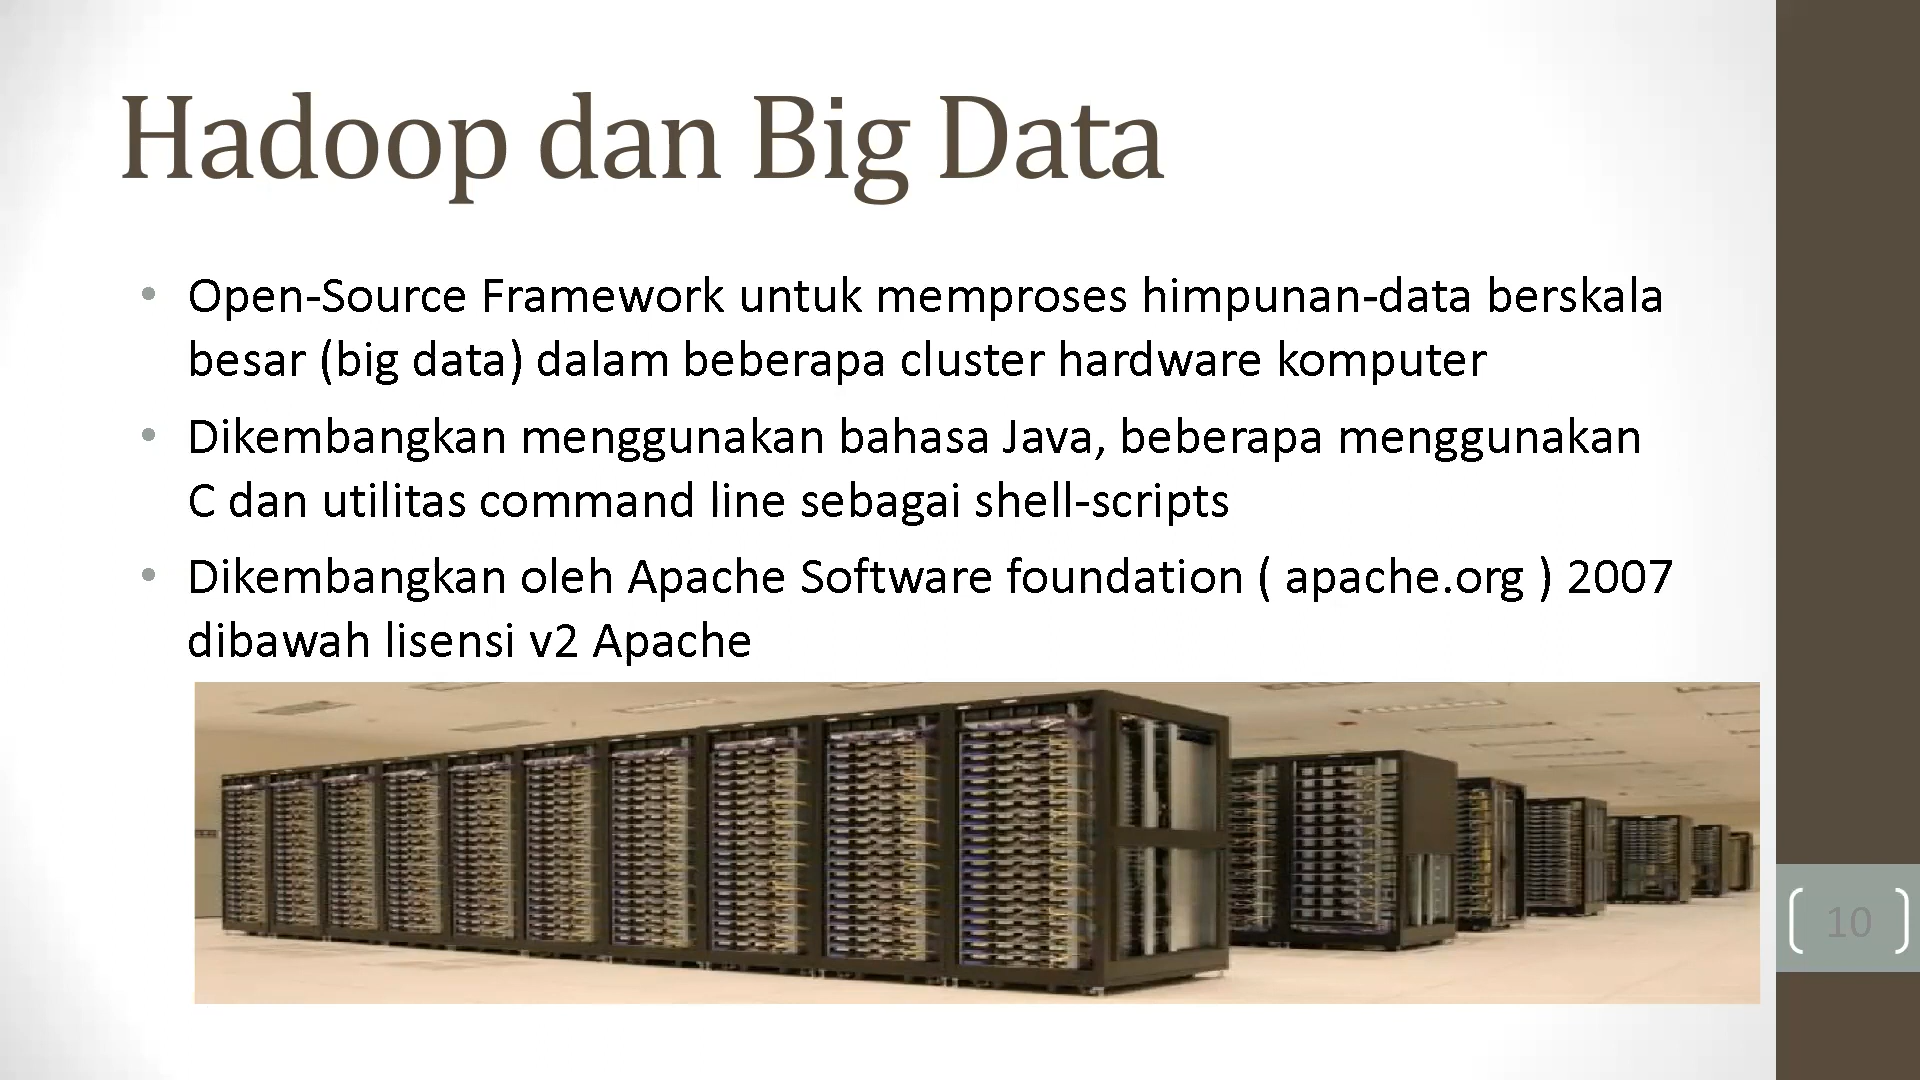 Hadoop dan Big Data
• Open-Source Framework untuk memproses himpunan-data berskala
besar (big data) dalam beberapa cluster hardware komputer
• Dikembangkan menggunakan bahasa Java, beberapa menggunakan
C dan utilitas command line sebagai shell-scripts
• Dikembangkan oleh Apache Software foundation ( apache.org ) 2007
dibawah lisensi v2 Apache
10